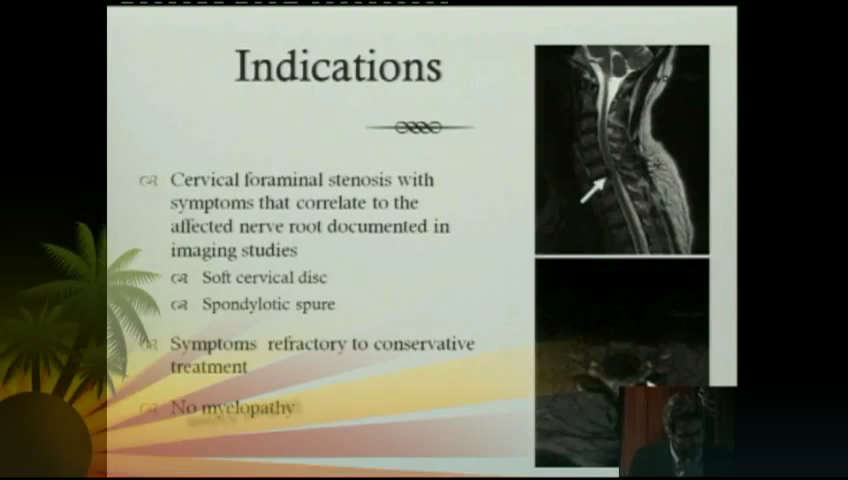 Indications
Cervical foraminal stenosis with
symptoms that correlate to the
affected nerve root documented in
imaging studies
Soft cervical disc
Spondylotic spure
Symptoms refractory to conservative
treatment
No myelopathy